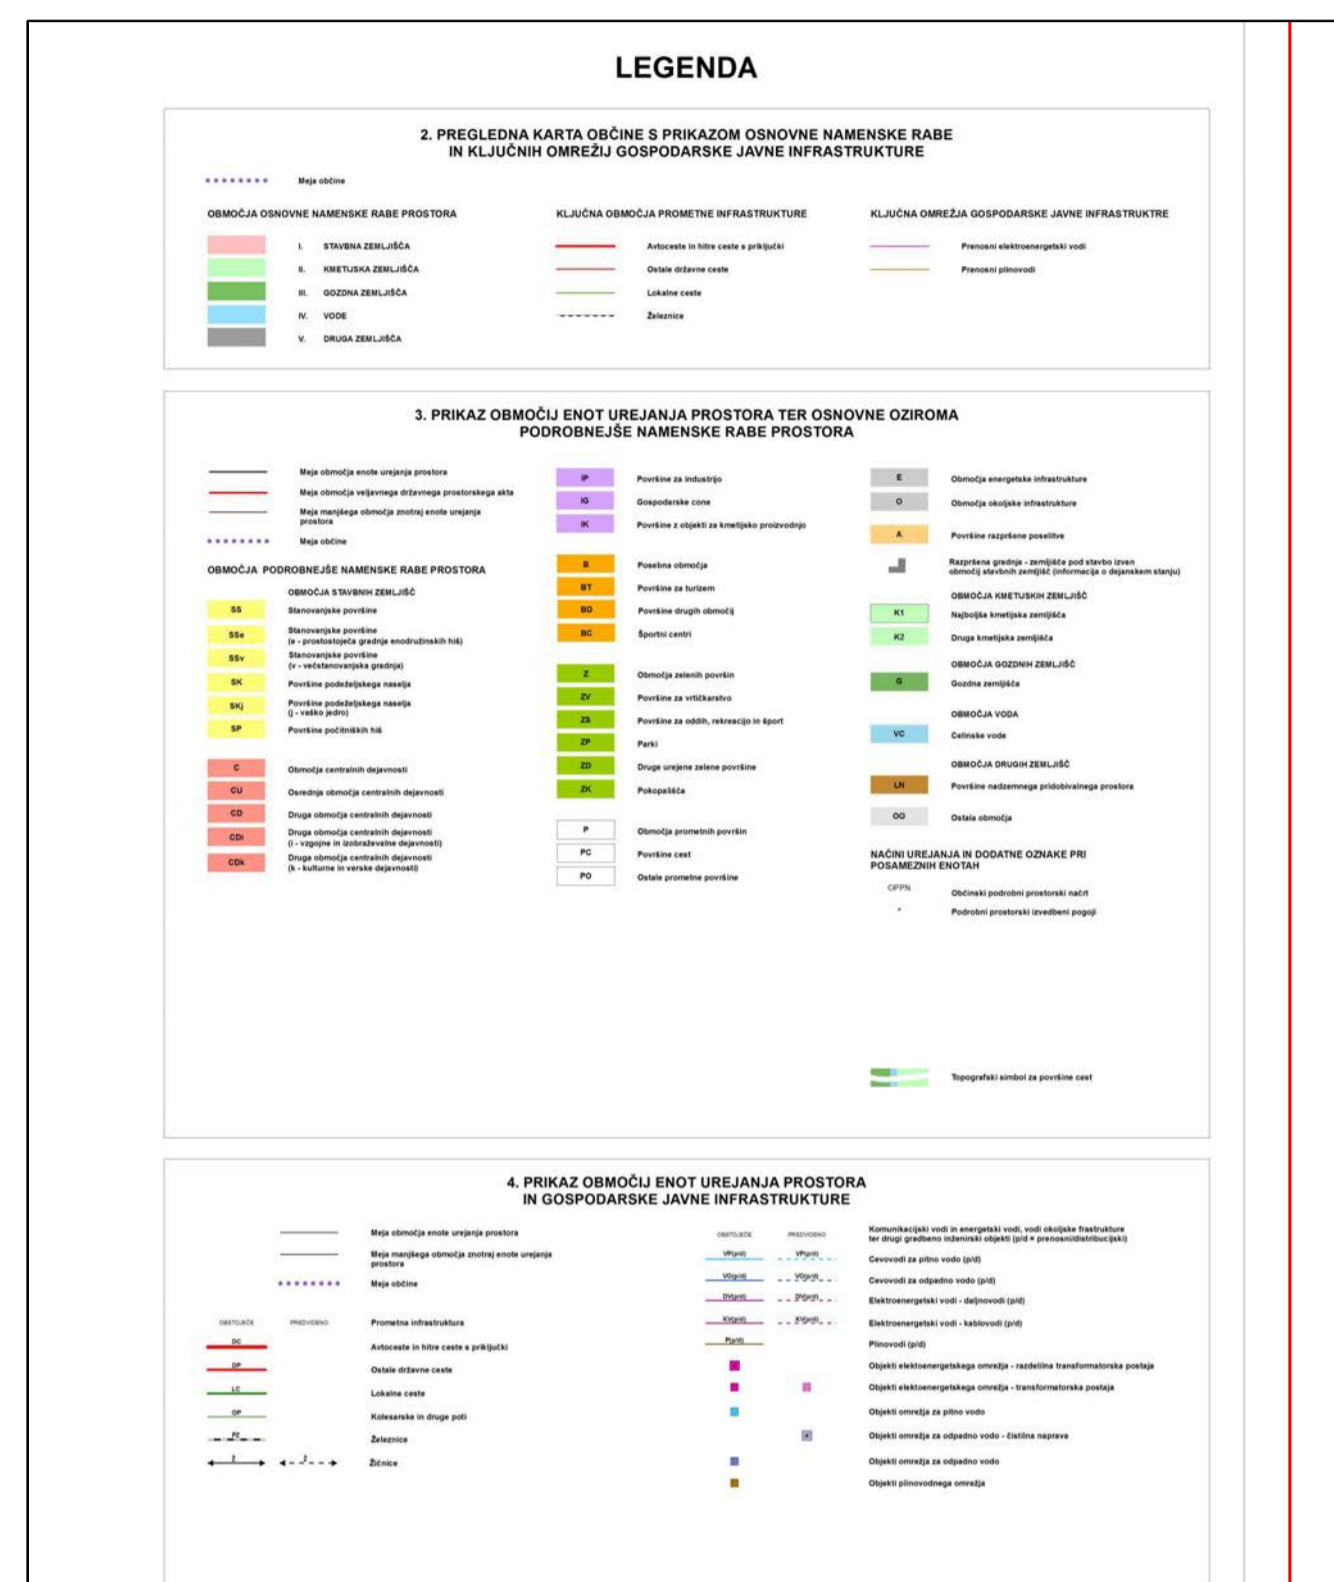 LEGENDA
2. PREGLEDNA KARTA OBČINE S PRIKAZOM OSNOVNE NAMENSKE RABE
IN KLJUČNIH OMREŽIJ GOSPODARSKE JAVNE INFRASTRUKTURE
Meja občine
OBMOČJA OSNOVNE NAMENSKE RABE PROSTORA
I. STAVBNA ZEMLJIŠČA
II. KMETIJSKA ZEMLJIŠČA
III. GOZDNA ZEMLJIŠČA
IV. VODE
V. DRUGA ZEMLJIŠČA
KLJUČNA OBMOČJA PROMETNE INFRASTRUKTURE
Avtoceste in hitre ceste s priključki
Ostale državne ceste
Lokalne ceste
Železnice
KLJUČNA OMREŽJA GOSPODARSKE JAVNE INFRASTRUKTRE
Prenosni elektroenergetski vodi
Prenosni plinovodi
3. PRIKAZ OBMOČIJ ENOT UREJANJA PROSTORA TER OSNOVNE OZIROMA
PODROBNEJŠE NAMENSKE RABE PROSTORA
Meja območja enote urejanja prostora
Meja območja veljavnega državnega prostorskega akta
Meja manjšega območja znotraj enote urejanja
prostora
Meja občine
OBMOČJA PODROBNEJŠE NAMENSKE RABE PROSTORA
OBMOČJA STAVBNIH ZEMLJIŠČ
SS Stanovanjske površine
SSe Stanovanjske površine
(e - prostostoječa gradnja enodružinskih hiš)
SSv Stanovanjske površine
(v - večstanovanjska gradnja)
SK Površine podeželjskega naselja
SKj Površine podeželjskega naselja
(j - vaško jedro)
SP Površine počitniških hiš
C Območja centralnih dejavnosti
CU Osrednja območja centralnih dejavnosti
CD Druga območja centralnih dejavnosti
CDi Druga območja centralnih dejavnosti
(i - vzgojne in izobraževalne dejavnosti)
CDk Druga območja centralnih dejavnosti
(k - kulturne in verske dejavnosti)
IP Površine za industrijo
IG Gospodarske cone
IK Površine z objekti za kmetijsko proizvodnjo
B Posebna območja
BT Površine za turizem
BD Površine drugih območij
BC Športni centri
Z Območja zelenih površin
ZV Površine za vrtičkarstvo
ZS Površine za oddih, rekreacijo in šport
ZP Parki
ZD Druge urejene zelene površine
ZK Pokopališča
P Območja prometnih površin
PC Površine cest
PO Ostale prometne površine
E Območja energetske infrastrukture
O Območja okoljske infrastrukture
A Površine razpršene poselitve
Razpršena gradnja - zemljišče pod stavbo izven
območij stavbnih zemljišč (informacija o dejanskem stanju)
OBMOČJA KMETIJSKIH ZEMLJIŠČ
K1 Najboljša kmetijska zemljišča
K2 Druga kmetijska zemljišča
OBMOČJA GOZDNIH ZEMLJIŠČ
G Gozdna zemljišča
OBMOČJA VODA
VC Celinske vode
OBMOČJA DRUGIH ZEMLJIŠČ
LN Površine nadzemnega pridobivalnega prostora
OO Ostala območja
NAČINI UREJANJA IN DODATNE OZNAKE PRI
POSAMEZNIH ENOTAH
OPPN Občinski podrobni prostorski načrt
* Podrobni prostorski izvedbeni pogoji
Topografski simbol za površine cest
4. PRIKAZ OBMOČIJ ENOT UREJANJA PROSTORA
IN GOSPODARSKE JAVNE INFRASTRUKTURE
Meja območja enote urejanja prostora
Meja manjšega območja znotraj enote urejanja
prostora
Meja občine
OBSTOJEČE PREDVIDENO Prometna infrastruktura
DC Avtoceste in hitre ceste s priključki
DP Ostale državne ceste
LC Lokalne ceste
OP Kolesarske in druge poti
PZ Železnice
Ž Ž Žičnice
OBSTOJEČE PREDVIDENO Komunikacijski vodi in energetski vodi, vodi okoljske frastrukture
ter drugi gradbeno inženirski objekti (p/d = prenosni/distribucijski)
VP(p/d) VP(p/d) Cevovodi za pitno vodo (p/d)
VO(p/d) VO(p/d) Cevovodi za odpadno vodo (p/d)
DV(p/d) DV(p/d) Elektroenergetski vodi - daljnovodi (p/d)
KV(p/d) KV(p/d) Elektroenergetski vodi - kablovodi (p/d)
P(p/d) Plinovodi (p/d)
Objekti elektoenergetskega omrežja - razdelilna transformatorska postaja
Objekti elektoenergetskega omrežja - transformatorska postaja
Objekti omrežja za pitno vodo
Objekti omrežja za odpadno vodo - čistilna naprava
Objekti omrežja za odpadno vodo
Objekti plinovodnega omrežja